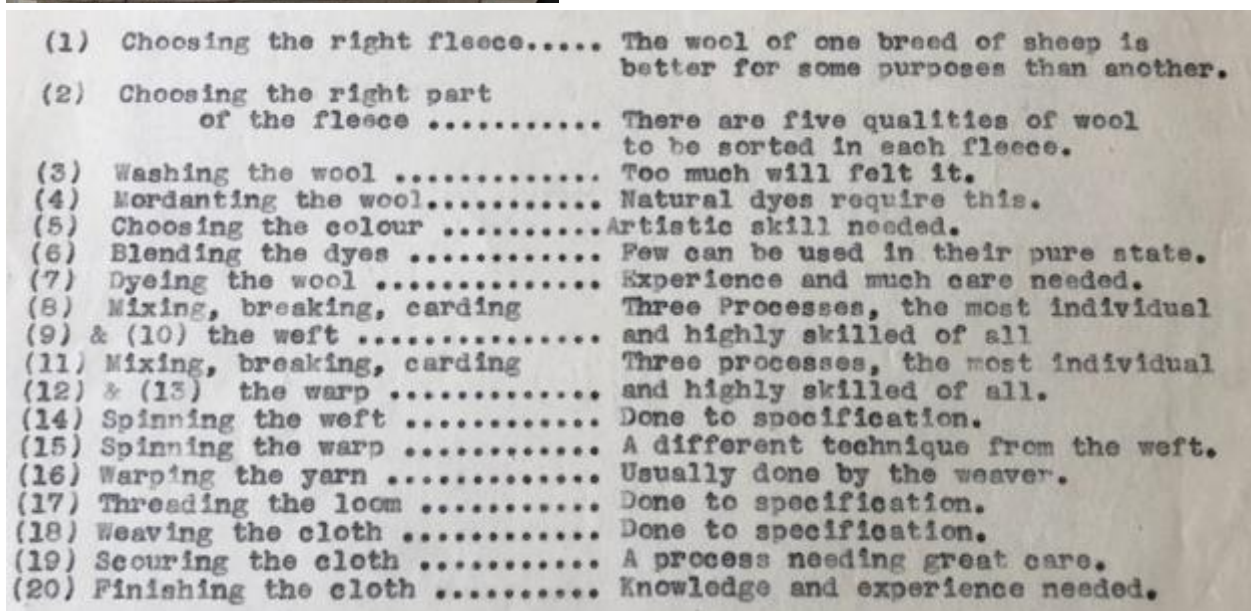 (1) Choosing the right fleece..... The wool of one breed of sheep is
better for some purposes than another.
(2) Choosing the right part
of the fleece ........... There are five qualities of wool
to be sorted in each fleece.
(3) Washing the wool ............. Too much will felt it.
(4) Mordanting the wool........... Natural dyes require this.
(5) Choosing the colour ..........Artistic skill needed.
(6) Blending the dyes ............ Few can be used in their pure state.
(7) Dyeing the wool .............. Experience and much care needed.
(8) Mixing, breaking, carding Three Processes, the most individual
(9) & (10) the weft ............... and highly skilled of all
(11) Mixing, breaking, carding Three processes, the most individual
(12) & (13) the warp ............. and highly skilled of all.
(14) Spinning the weft ............ Done to specification.
(15) Spinning the warp ............ A different technique from the weft.
(16) Warping the yarn ............. Usually done by the weaver.
(17) Threading the loom ........... Done to specification.
(18) Weaving the cloth ............ Done to specification.
(19) Scouring the cloth ........... A process needing great care.
(20) Finishing the cloth .......... Knowledge and experience needed.